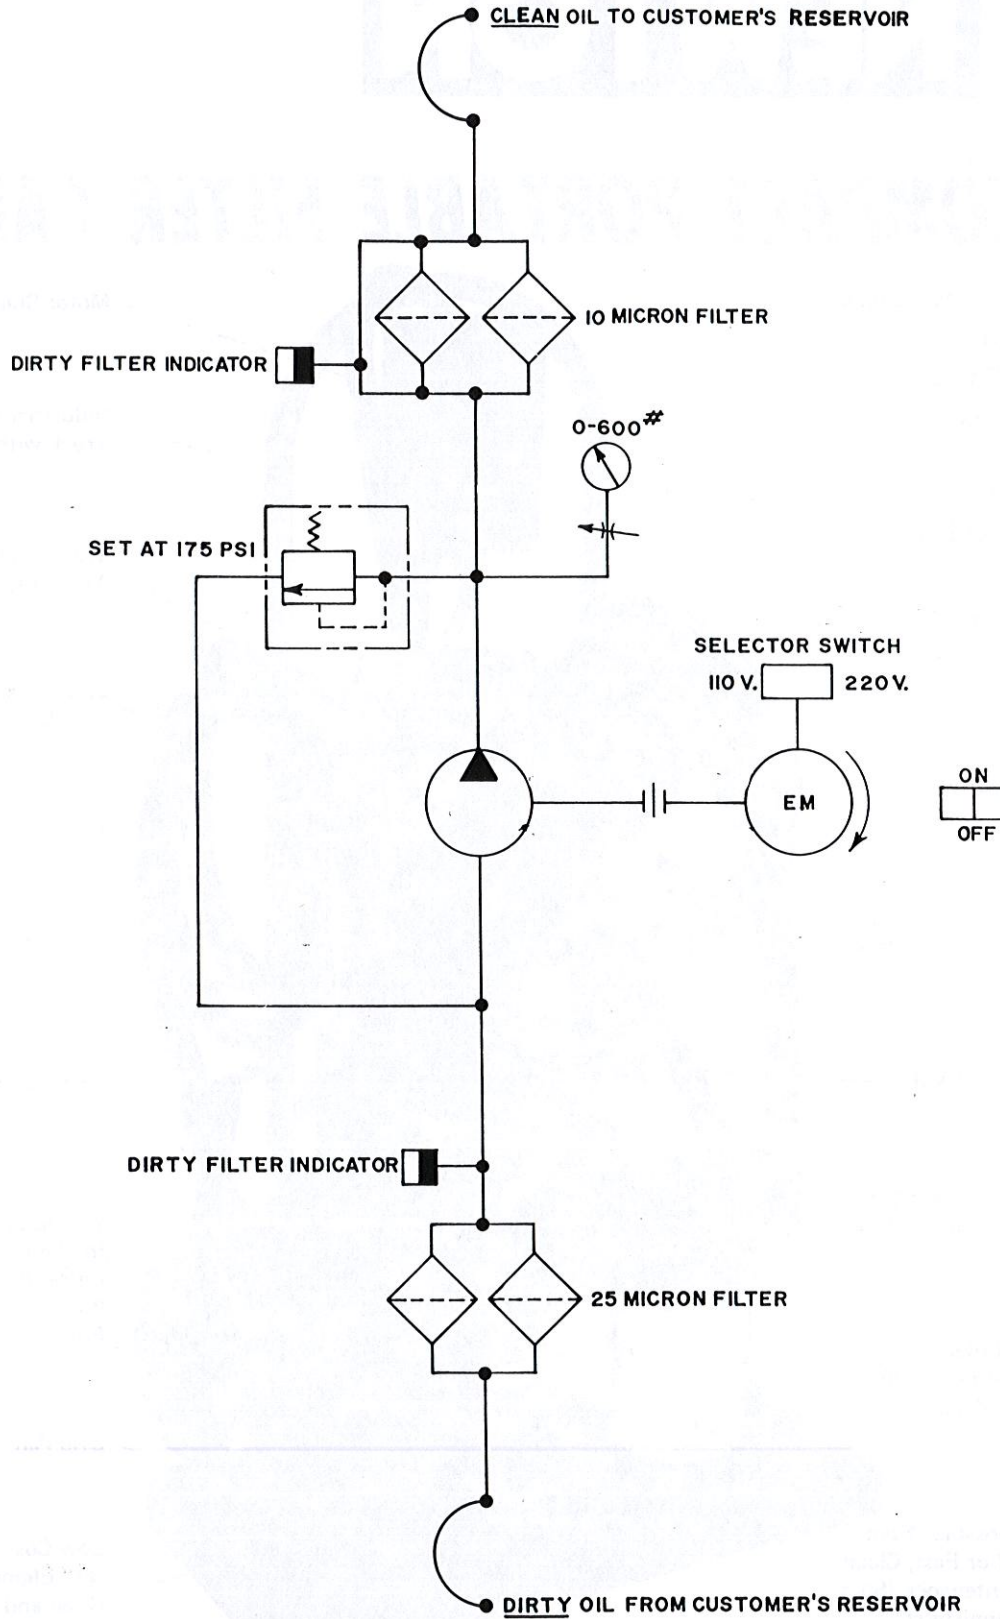 CLEAN OIL TO CUSTOMER'S RESERVOIR
10 MICRON FILTER
DIRTY FILTER INDICATOR
0-600#
SET AT 175 PSI
SELECTOR SWITCH
110 V. 220 V.
EM
ON
OFF
DIRTY FILTER INDICATOR
25 MICRON FILTER
DIRTY OIL FROM CUSTOMER'S RESERVOIR